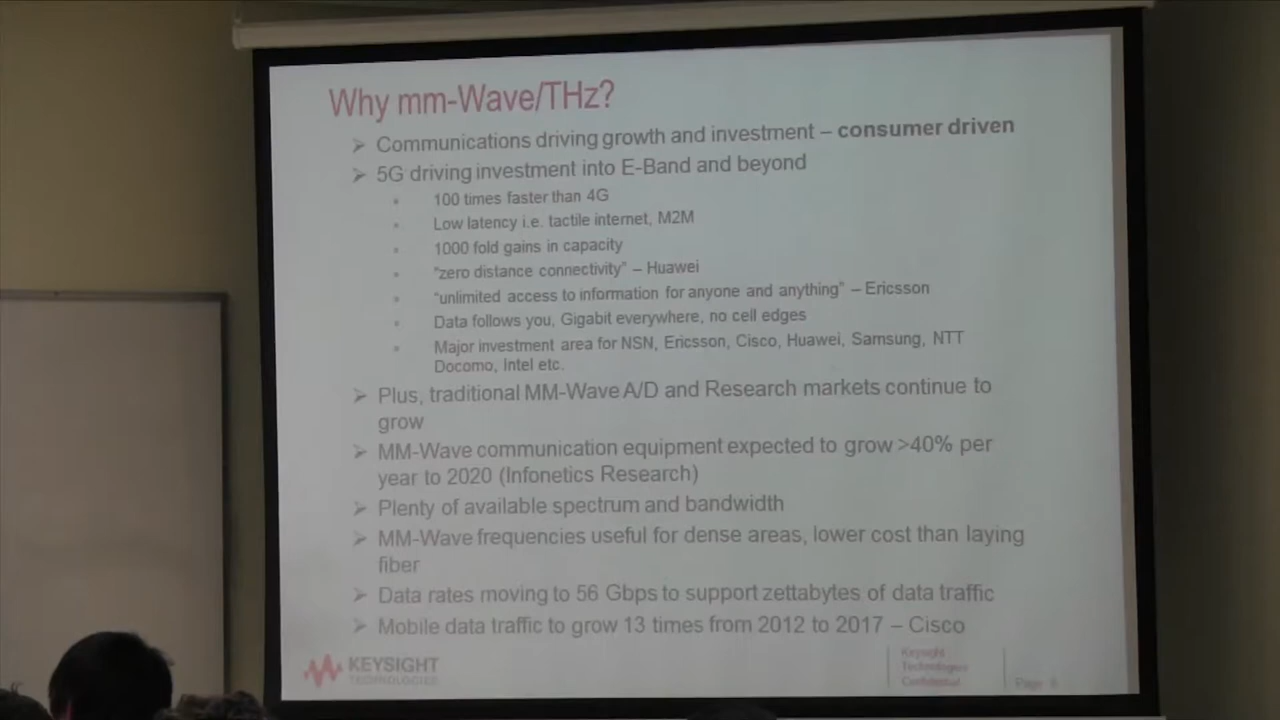 Why mm-Wave/THz?
➢ Communications driving growth and investment – consumer driven
➢ 5G driving investment into E-Band and beyond
▪ 100 times faster than 4G
▪ Low latency i.e. tactile internet, M2M
▪ 1000 fold gains in capacity
▪ "zero distance connectivity" – Huawei
▪ "unlimited access to information for anyone and anything" – Ericsson
▪ Data follows you, Gigabit everywhere, no cell edges
▪ Major investment area for NSN, Ericsson, Cisco, Huawei, Samsung, NTT
Docomo, Intel etc.
➢ Plus, traditional MM-Wave A/D and Research markets continue to
grow
➢ MM-Wave communication equipment expected to grow >40% per
year to 2020 (Infonetics Research)
➢ Plenty of available spectrum and bandwidth
➢ MM-Wave frequencies useful for dense areas, lower cost than laying
fiber
➢ Data rates moving to 56 Gbps to support zettabytes of data traffic
➢ Mobile data traffic to grow 13 times from 2012 to 2017 – Cisco
KEYSIGHT
TECHNOLOGIES
Keysight
Technologies
Confidential
Page